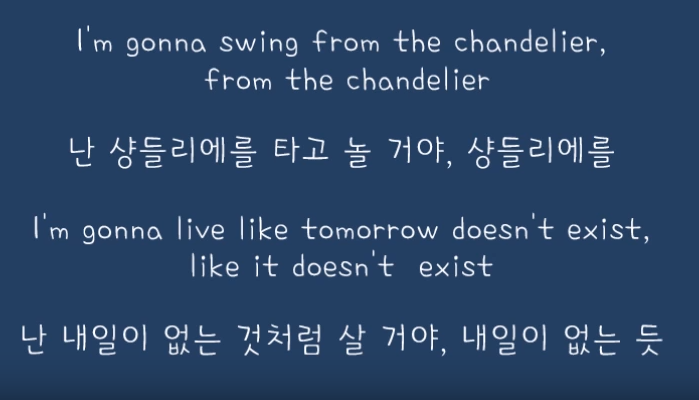 I'm gonna swing from the chandelier,
from the chandelier
난 샹들리에를 타고 놀 거야, 샹들리에를
I'm gonna live like tomorrow doesn't exist,
like it doesn't exist
난 내일이 없는 것처럼 살 거야, 내일이 없는 듯